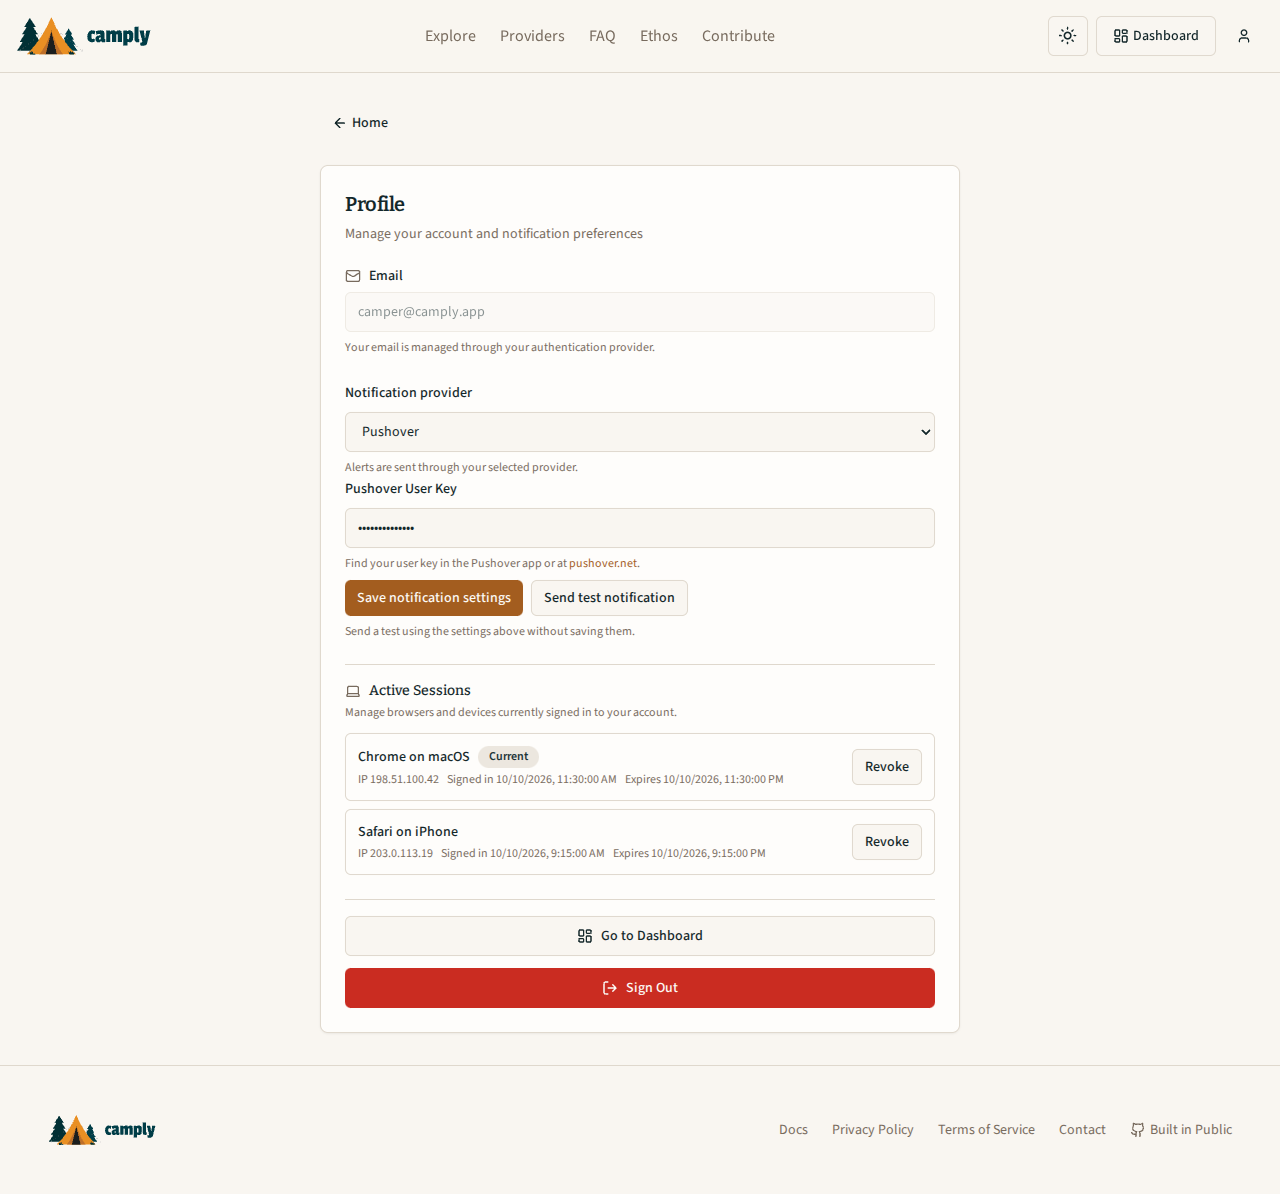 camply
Explore Providers FAQ Ethos Contribute
Dashboard
Home
Profile
Manage your account and notification preferences
Email
camper@camply.app
Your email is managed through your authentication provider.
Notification provider
Pushover
Alerts are sent through your selected provider.
Pushover User Key
••••••••••••••
Find your user key in the Pushover app or at pushover.net.
Save notification settings Send test notification
Send a test using the settings above without saving them.
Active Sessions
Manage browsers and devices currently signed in to your account.
Chrome on macOS Current
IP 198.51.100.42 Signed in 10/10/2026, 11:30:00 AM Expires 10/10/2026, 11:30:00 PM
Revoke
Safari on iPhone
IP 203.0.113.19 Signed in 10/10/2026, 9:15:00 AM Expires 10/10/2026, 9:15:00 PM
Revoke
Go to Dashboard
Sign Out
camply
Docs Privacy Policy Terms of Service Contact Built in Public